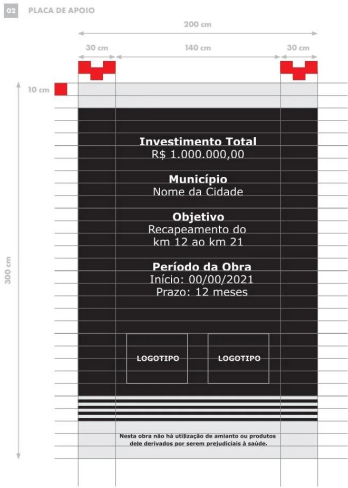 02 PLACA DE APOIO
200 cm
30 cm 140 cm 30 cm
10 cm
300 cm
Investimento Total
R$ 1.000.000,00
Município
Nome da Cidade
Objetivo
Recapeamento do
km 12 ao km 21
Período da Obra
Início: 00/00/2021
Prazo: 12 meses
LOGOTIPO LOGOTIPO
Nesta obra não há utilização de amianto ou produtos
dele derivados por serem prejudiciais à saúde.